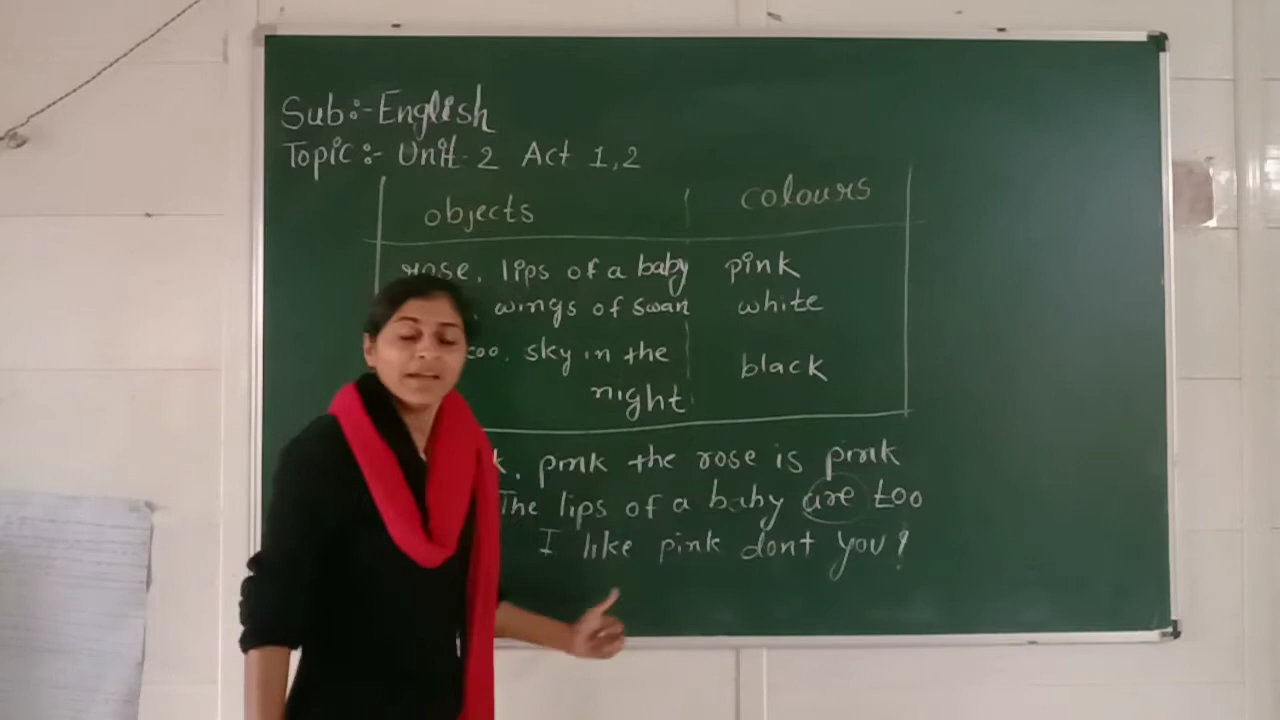 Sub:- English
Topic:- Unit-2 Act 1,2
objects colours
rose, lips of a baby pink
, wings of swan white
sky in the black
night
, pink the rose is pink
The lips of a baby are too
I like pink dont you?